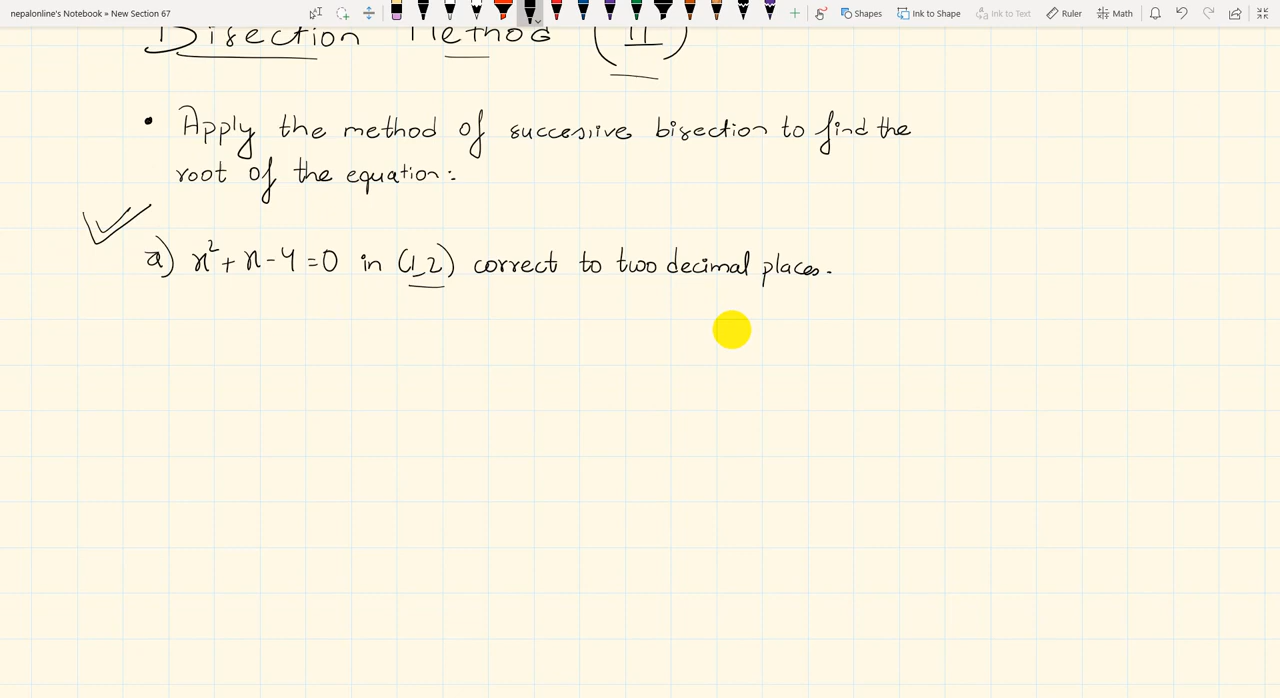 nepalonline's Notebook » New Section 67
Shapes Ink to Shape Ink to Text Ruler Math
Bisection Method (II)
• Apply the method of successive bisection to find the
root of the equation:
a) x² + x - 4 = 0 in (1, 2) correct to two decimal places.